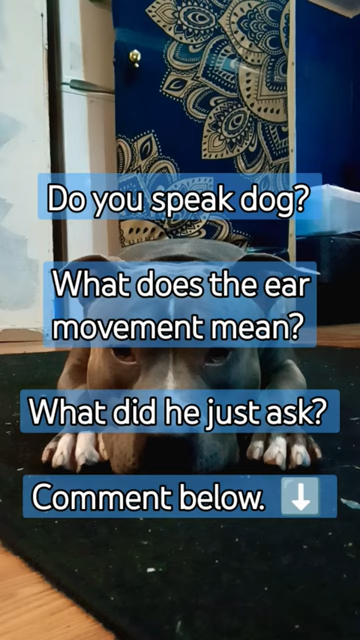 Do you speak dog?
What does the ear
movement mean?
What did he just ask?
Comment below. ⬇️